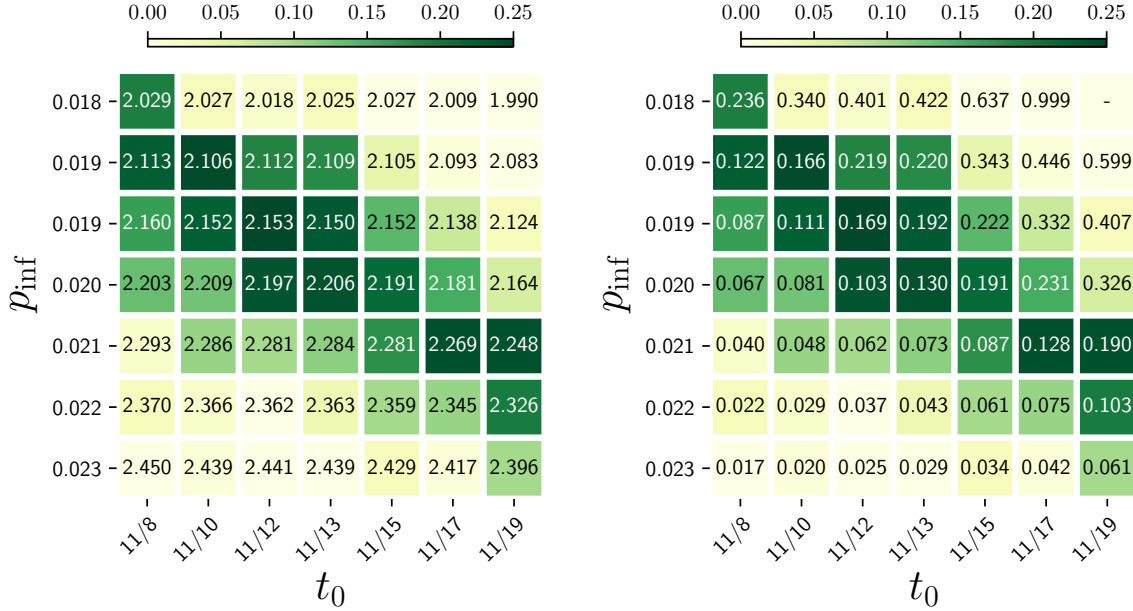 0.00 0.05 0.10 0.15 0.20 0.25
0.018 2.029 2.027 2.018 2.025 2.027 2.009 1.990
0.019 2.113 2.106 2.112 2.109 2.105 2.093 2.083
0.019 2.160 2.152 2.153 2.150 2.152 2.138 2.124
0.020 2.203 2.209 2.197 2.206 2.191 2.181 2.164
0.021 2.293 2.286 2.281 2.284 2.281 2.269 2.248
0.022 2.370 2.366 2.362 2.363 2.359 2.345 2.326
0.023 2.450 2.439 2.441 2.439 2.429 2.417 2.396
p_inf
11/8 11/10 11/12 11/13 11/15 11/17 11/19
t_0
0.00 0.05 0.10 0.15 0.20 0.25
0.018 0.236 0.340 0.401 0.422 0.637 0.999 -
0.019 0.122 0.166 0.219 0.220 0.343 0.446 0.599
0.019 0.087 0.111 0.169 0.192 0.222 0.332 0.407
0.020 0.067 0.081 0.103 0.130 0.191 0.231 0.326
0.021 0.040 0.048 0.062 0.073 0.087 0.128 0.190
0.022 0.022 0.029 0.037 0.043 0.061 0.075 0.103
0.023 0.017 0.020 0.025 0.029 0.034 0.042 0.061
p_inf
11/8 11/10 11/12 11/13 11/15 11/17 11/19
t_0